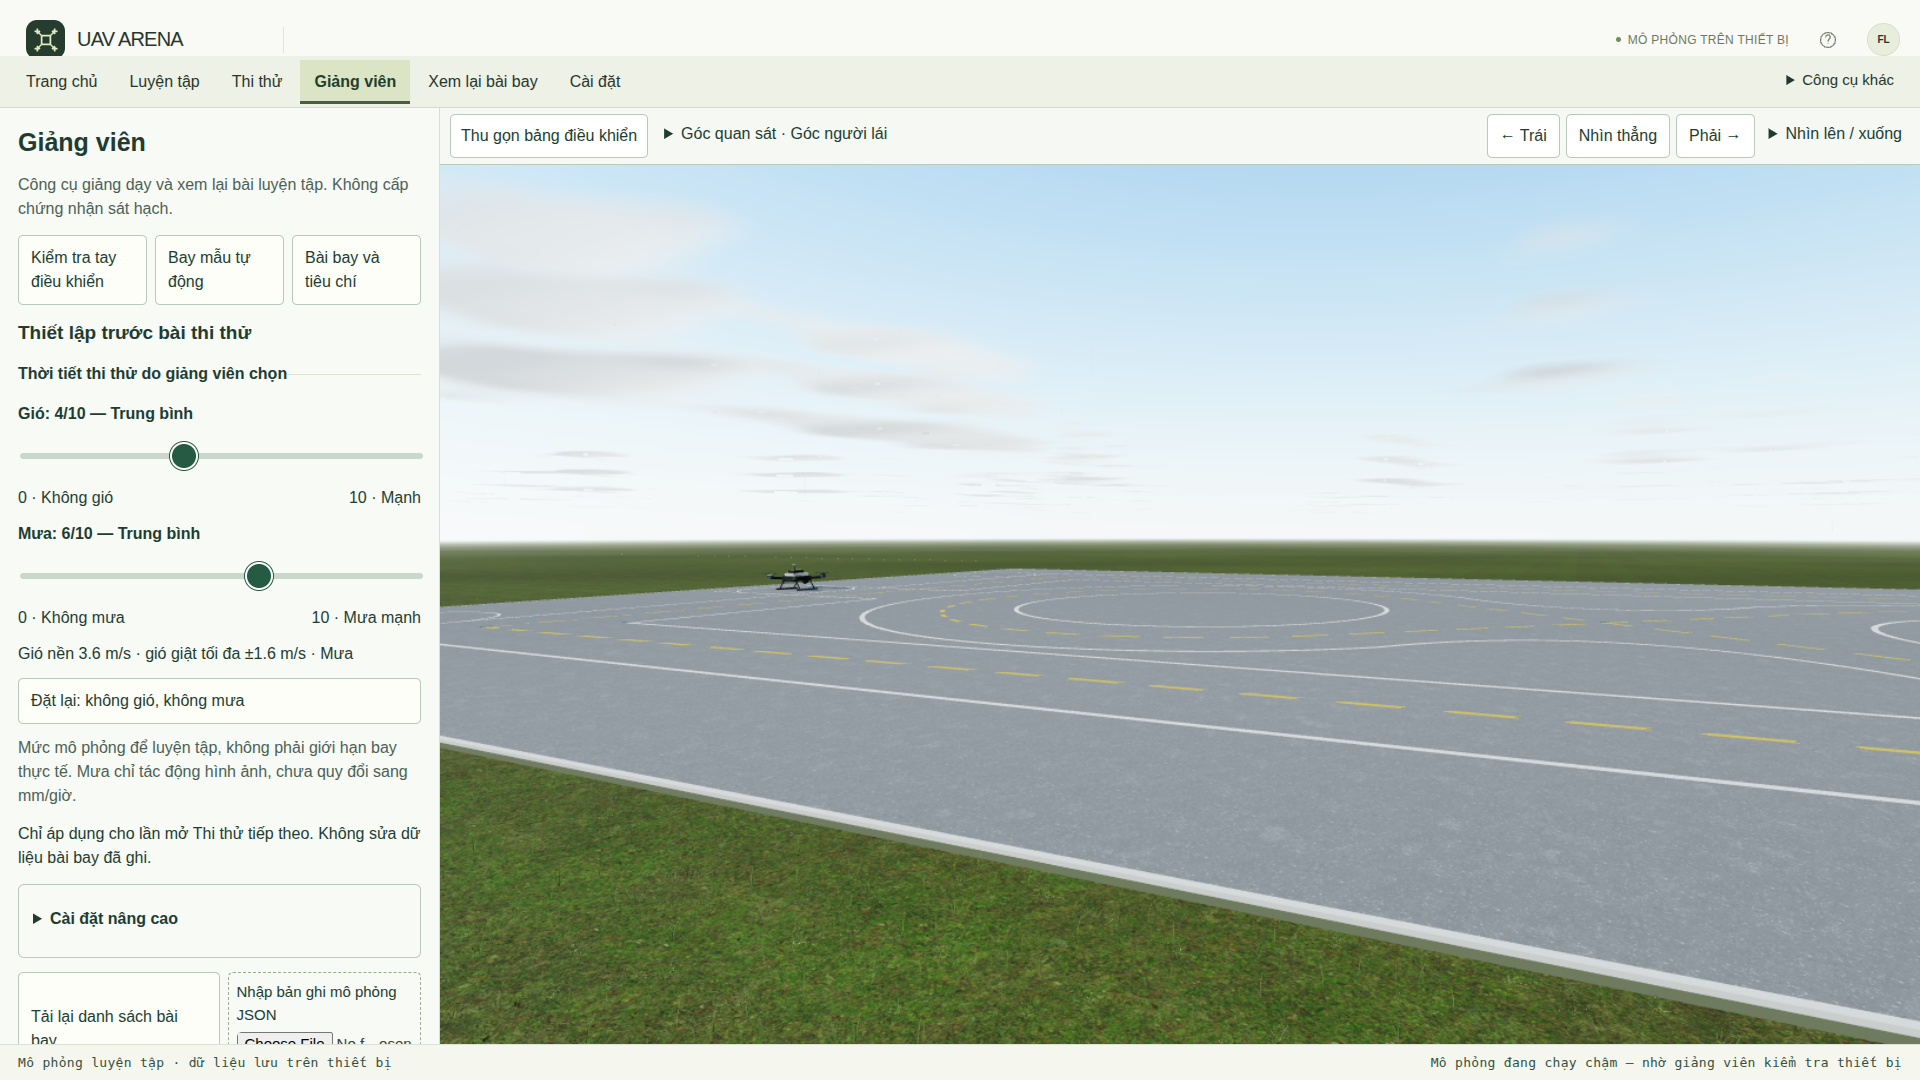 UAV ARENA
MÔ PHỎNG TRÊN THIẾT BỊ
FL
Trang chủ
Luyện tập
Thi thử
Giảng viên
Xem lại bài bay
Cài đặt
Công cụ khác
Giảng viên
Công cụ giảng dạy và xem lại bài luyện tập. Không cấp
chứng nhận sát hạch.
Kiểm tra tay
điều khiển
Bay mẫu tự
động
Bài bay và
tiêu chí
Thiết lập trước bài thi thử
Thời tiết thi thử do giảng viên chọn
Gió: 4/10 — Trung bình
0 · Không gió
10 · Mạnh
Mưa: 6/10 — Trung bình
0 · Không mưa
10 · Mưa mạnh
Gió nền 3.6 m/s · gió giật tối đa ±1.6 m/s · Mưa
Đặt lại: không gió, không mưa
Mức mô phỏng để luyện tập, không phải giới hạn bay
thực tế. Mưa chỉ tác động hình ảnh, chưa quy đổi sang
mm/giờ.
Chỉ áp dụng cho lần mở Thi thử tiếp theo. Không sửa dữ
liệu bài bay đã ghi.
Cài đặt nâng cao
Tải lại danh sách bài
bay
Nhập bản ghi mô phỏng
JSON
Choose File No f…osen
Thu gọn bảng điều khiển
Góc quan sát · Góc người lái
← Trái
Nhìn thẳng
Phải →
Nhìn lên / xuống
Mô phỏng luyện tập · dữ liệu lưu trên thiết bị
Mô phỏng đang chạy chậm — nhờ giảng viên kiểm tra thiết bị